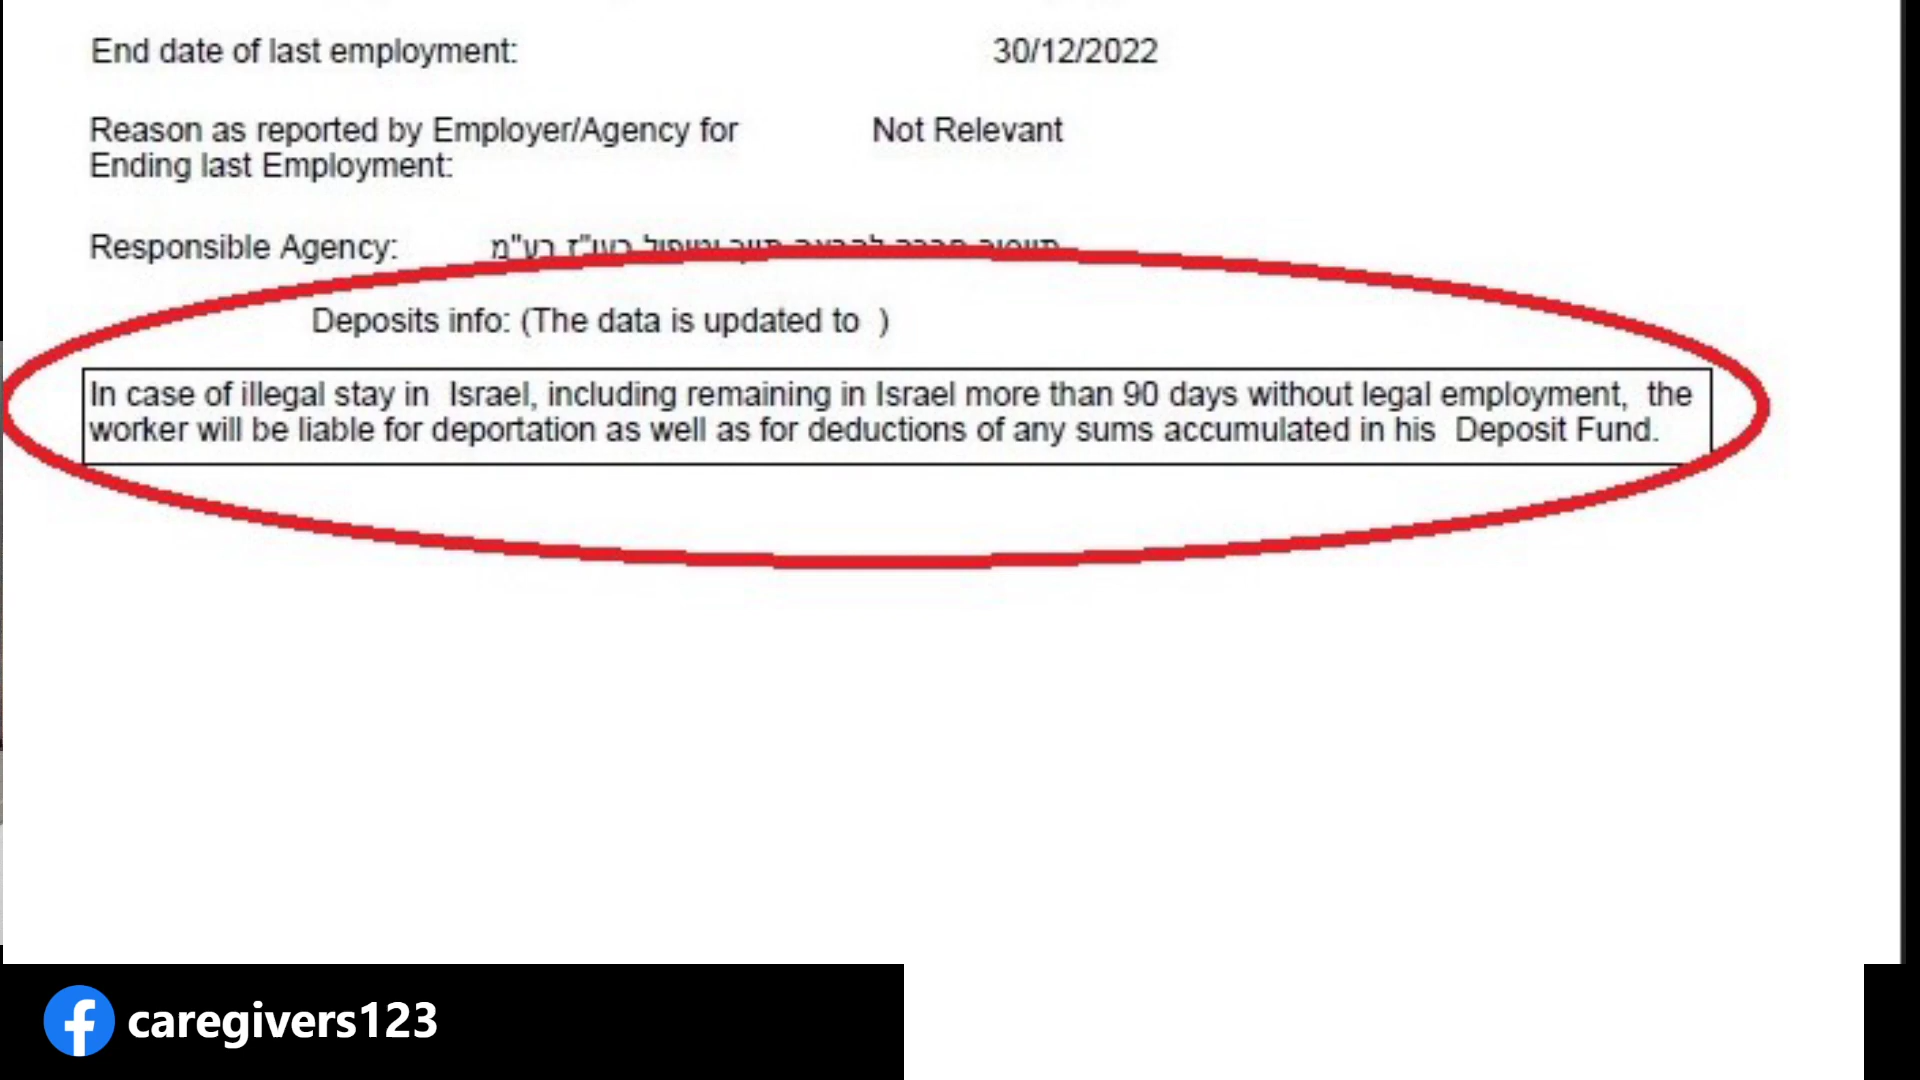 End date of last employment: 30/12/2022
Reason as reported by Employer/Agency for Not Relevant
Ending last Employment:
Responsible Agency:
Deposits info: (The data is updated to )
In case of illegal stay in Israel, including remaining in Israel more than 90 days without legal employment, the
worker will be liable for deportation as well as for deductions of any sums accumulated in his Deposit Fund.
caregivers123